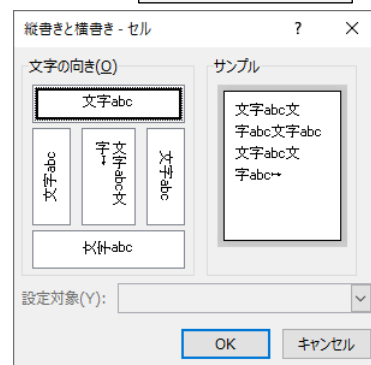 縦書きと横書き - セル ? ×
文字の向き(O)
文字abc
文字abc
文字abc文
字→
文字abc
文字abc
サンプル
文字abc文
字abc文字abc
文字abc文
字abc↔
設定対象(Y):
OK キャンセル